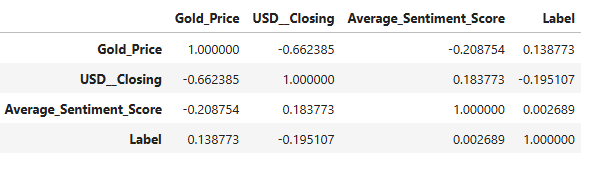 Gold_Price USD__Closing Average_Sentiment_Score Label
Gold_Price 1.000000 -0.662385 -0.208754 0.138773
USD__Closing -0.662385 1.000000 0.183773 -0.195107
Average_Sentiment_Score -0.208754 0.183773 1.000000 0.002689
Label 0.138773 -0.195107 0.002689 1.000000